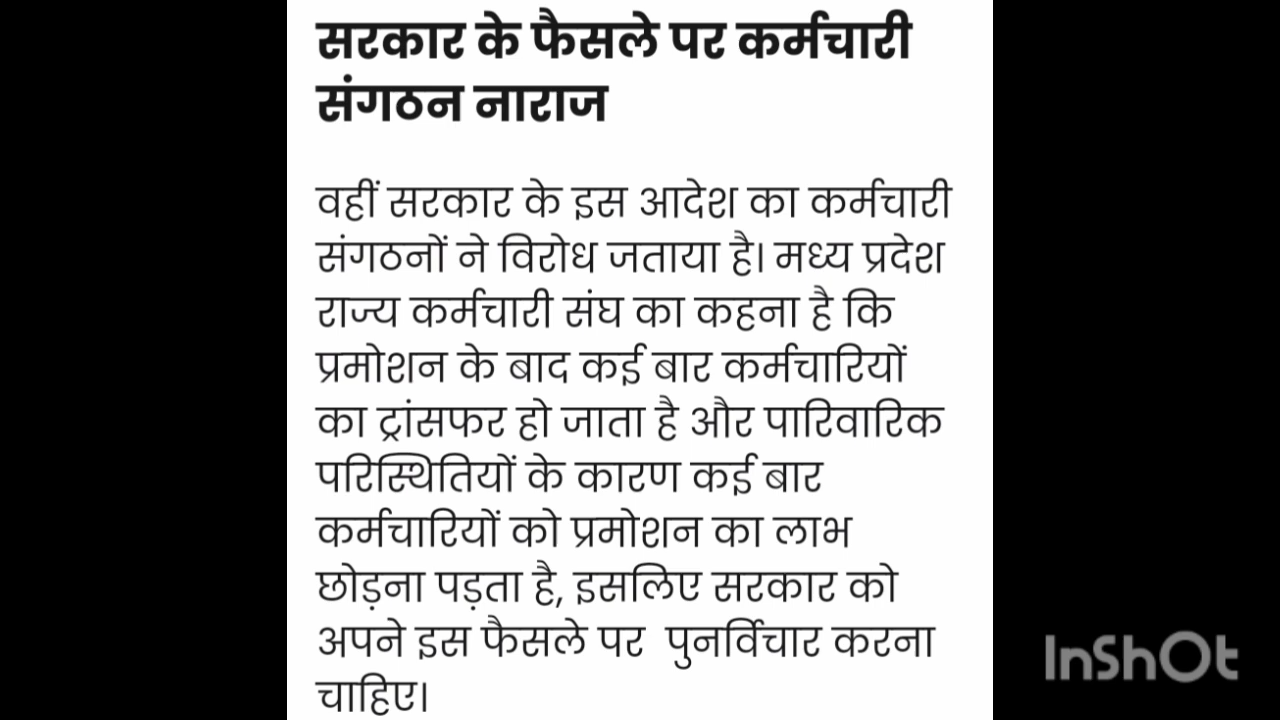 सरकार के फैसले पर कर्मचारी
संगठन नाराज
वहीं सरकार के इस आदेश का कर्मचारी
संगठनों ने विरोध जताया है। मध्य प्रदेश
राज्य कर्मचारी संघ का कहना है कि
प्रमोशन के बाद कई बार कर्मचारियों
का ट्रांसफर हो जाता है और पारिवारिक
परिस्थितियों के कारण कई बार
कर्मचारियों को प्रमोशन का लाभ
छोड़ना पड़ता है, इसलिए सरकार को
अपने इस फैसले पर पुनर्विचार करना
चाहिए।
InShOt